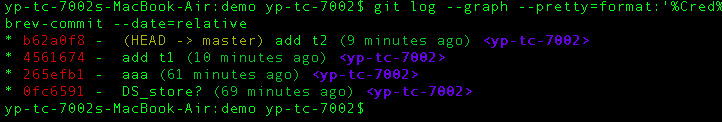 yp-tc-7002s-MacBook-Air:demo yp-tc-7002$ git log --graph --pretty=format:'%Cred%
brev-commit --date=relative
* b62a0f8 - (HEAD -> master) add t2 (9 minutes ago) <yp-tc-7002>
* 4561674 - add t1 (10 minutes ago) <yp-tc-7002>
* 265efb1 - aaa (61 minutes ago) <yp-tc-7002>
* 0fc6591 - DS_store? (69 minutes ago) <yp-tc-7002>
yp-tc-7002s-MacBook-Air:demo yp-tc-7002$